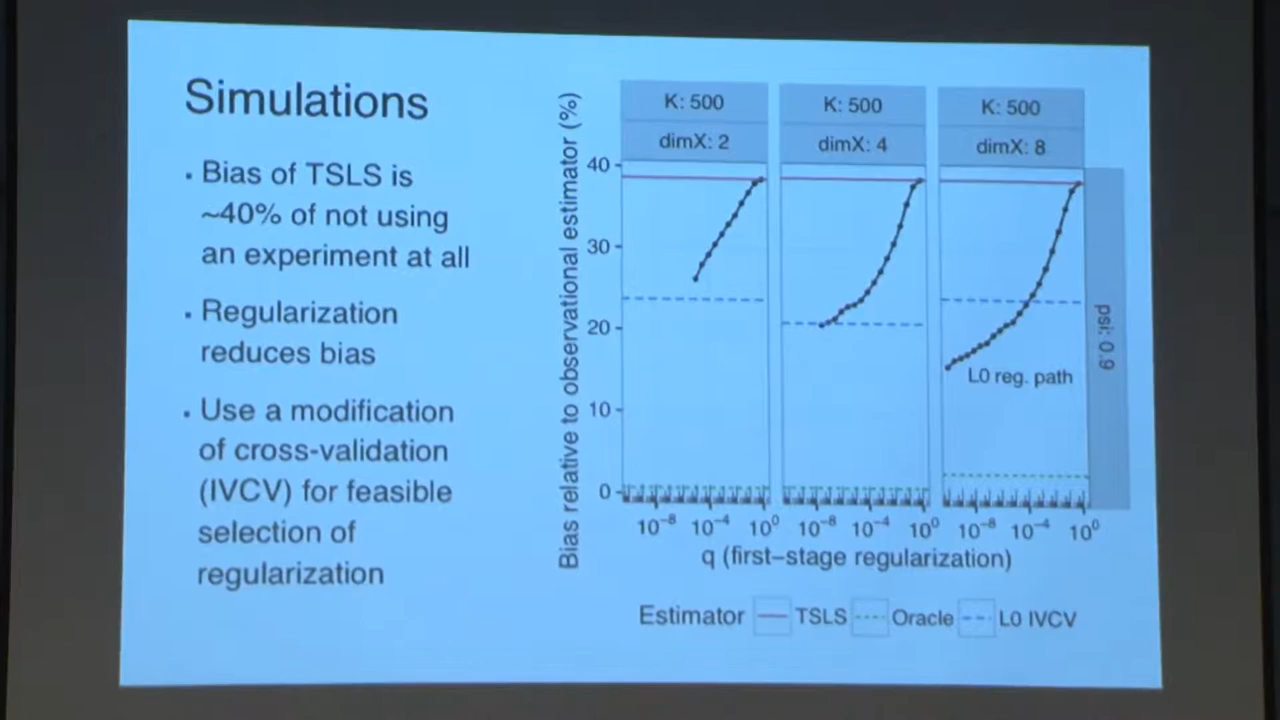 Simulations
· Bias of TSLS is
~40% of not using
an experiment at all
· Regularization
reduces bias
· Use a modification
of cross-validation
(IVCV) for feasible
selection of
regularization
Bias relative to observational estimator (%)
K: 500
dimX: 2
K: 500
dimX: 4
K: 500
dimX: 8
40
30
20
10
0
psi: 0.9
L0 reg. path
10⁻⁸ 10⁻⁴ 10⁰ 10⁻⁸ 10⁻⁴ 10⁰ 10⁻⁸ 10⁻⁴ 10⁰
q (first–stage regularization)
Estimator TSLS Oracle L0 IVCV